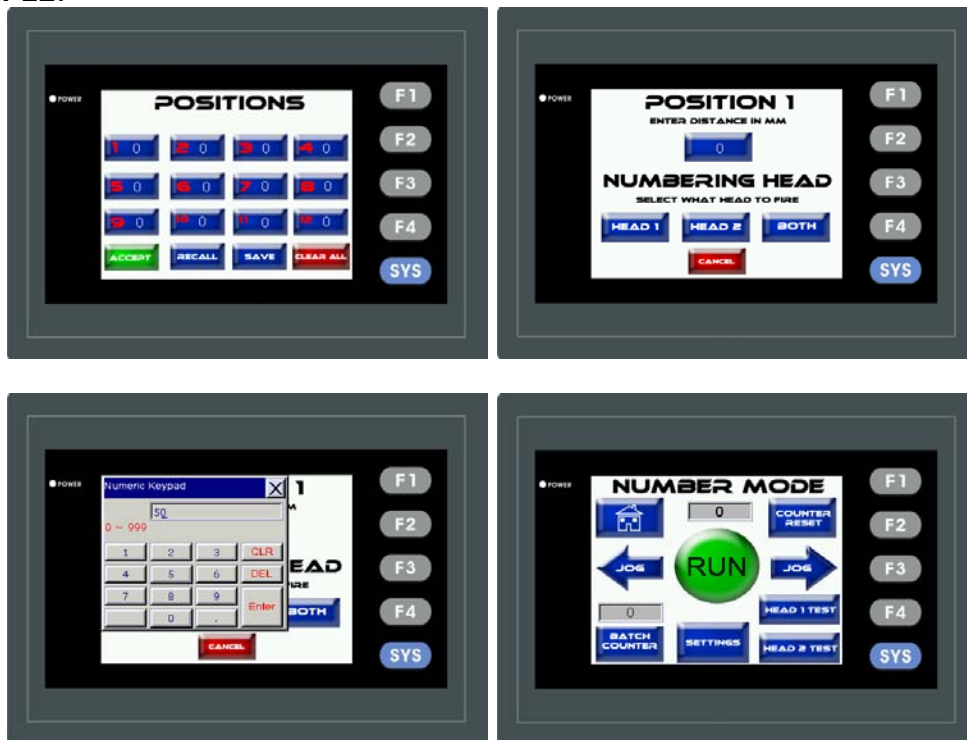 POWER
POSITIONS
F1
1 0 2 0 3 0 4 0
F2
5 0 6 0 7 0 8 0
F3
9 0 10 0 11 0 12 0
F4
ACCEPT RECALL SAVE CLEAR ALL
SYS
POWER
POSITION 1
F1
ENTER DISTANCE IN MM
0
F2
NUMBERING HEAD
F3
SELECT WHAT HEAD TO FIRE
HEAD 1 HEAD 2 BOTH
F4
CANCEL
SYS
POWER
Numeric Keypad X 1
F1
M
50
0 ~ 999
F2
1 2 3 CLR
4 5 6 DEL
EAD
F3
FIRE
7 8 9 Enter
0 .
BOTH
F4
CANCEL
SYS
POWER
NUMBER MODE
F1
0
COUNTER
RESET
F2
JOG RUN JOG
F3
0
HEAD 1 TEST
F4
BATCH
COUNTER
SETTINGS
HEAD 2 TEST
SYS